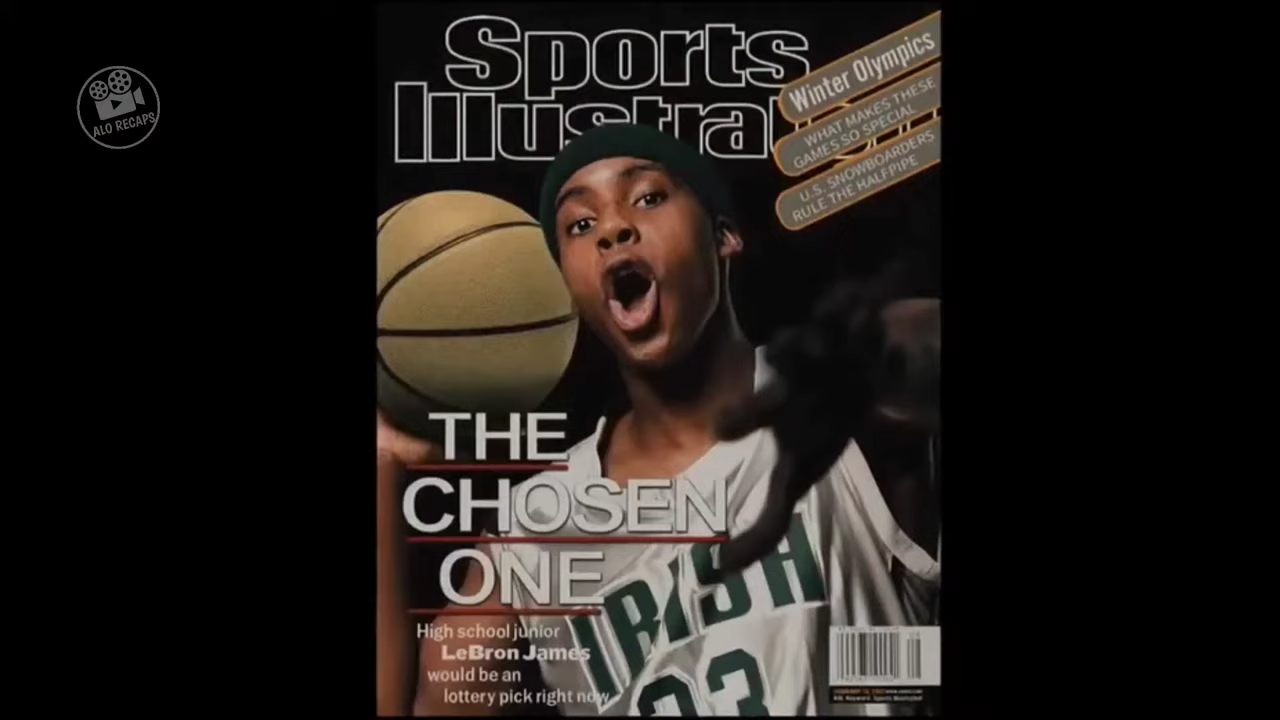 Sports
Illustra
Winter Olympics
WHAT MAKES THESE
GAMES SO SPECIAL
U.S. SNOWBOARDERS
RULE THE HALFPIPE
ALO RECAPS
THE
CHOSEN
ONE
High school junior
LeBron James
would be an
lottery pick right now
IRISH
23